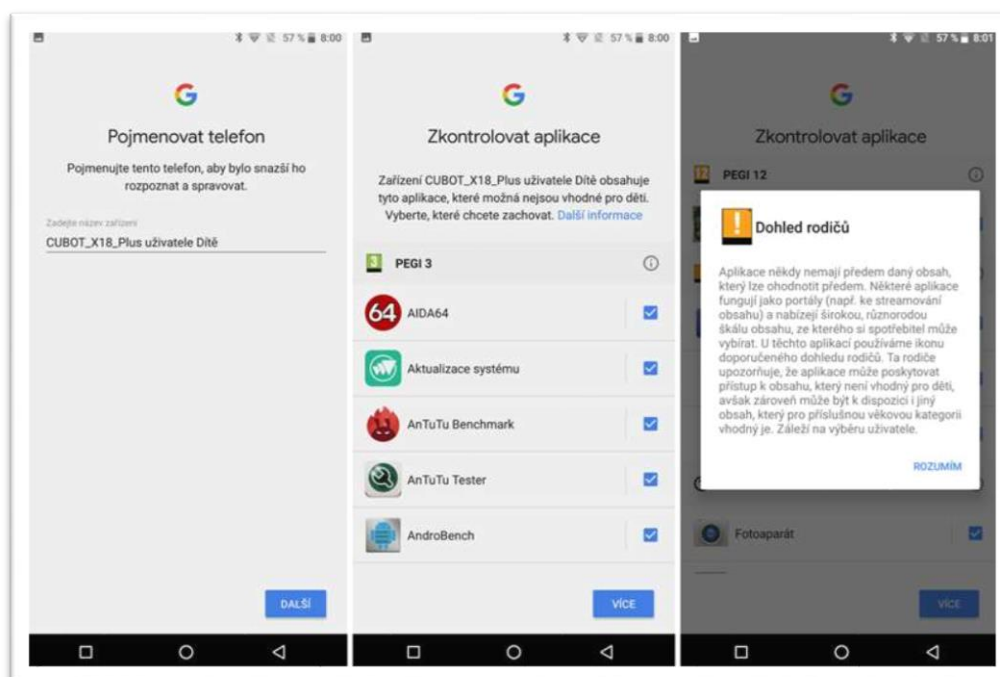 57 % 8:00
Pojmenovat telefon
Pojmenujte tento telefon, aby bylo snazší ho
rozpoznat a spravovat.
Zadejte název zařízení
CUBOT_X18_Plus uživatele Dítě
DALŠÍ
57 % 8:00
Zkontrolovat aplikace
Zařízení CUBOT_X18_Plus uživatele Dítě obsahuje
tyto aplikace, které možná nejsou vhodné pro děti.
Vyberte, které chcete zachovat. Další informace
3 PEGI 3
64 AIDA64
Aktualizace systému
AnTuTu Benchmark
AnTuTu Tester
AndroBench
VÍCE
57 % 8:01
Zkontrolovat aplikace
12 PEGI 12
Dohled rodičů
Aplikace někdy nemají předem daný obsah,
který lze ohodnotit předem. Některé aplikace
fungují jako portály (např. ke streamování
obsahu) a nabízejí širokou, různorodou
škálu obsahu, ze kterého si spotřebitel může
vybírat. U těchto aplikací používáme ikonu
doporučeného dohledu rodičů. Ta rodiče
upozorňuje, že aplikace může poskytovat
přístup k obsahu, který není vhodný pro děti,
avšak zároveň může být k dispozici i jiný
obsah, který pro příslušnou věkovou kategorii
vhodný je. Záleží na výběru uživatele.
ROZUMÍM
Fotoaparát
VÍCE